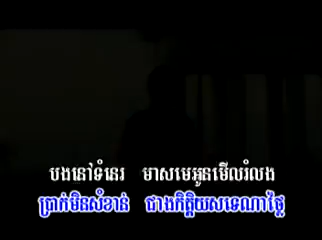 បងនៅទំនេរ មាសមេអូនមើលរំលង
ប្រាក់មិនសំខាន់ ជាងកិត្តិយសទេណាថ្លៃ